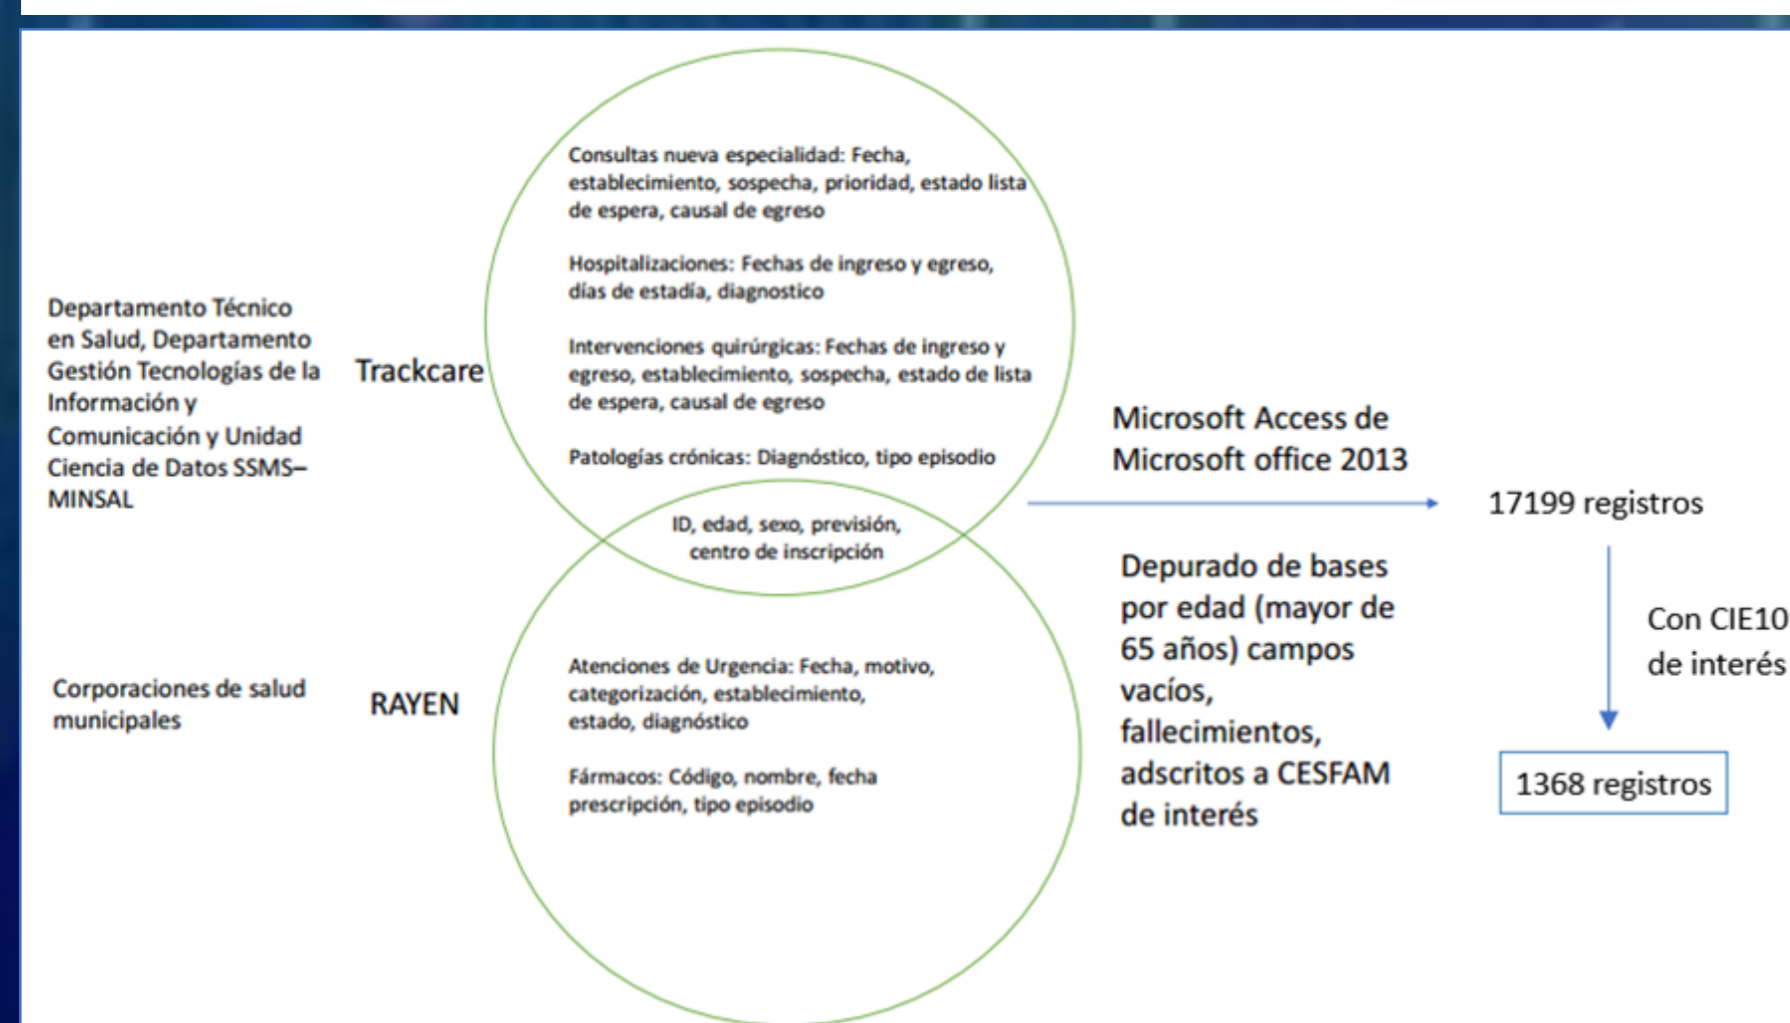 Departamento Técnico
en Salud, Departamento
Gestión Tecnologías de la
Información y
Comunicación y Unidad
Ciencia de Datos SSMS–
MINSAL
Trackcare
Consultas nueva especialidad: Fecha,
establecimiento, sospecha, prioridad, estado lista
de espera, causal de egreso
Hospitalizaciones: Fechas de ingreso y egreso,
días de estadía, diagnostico
Intervenciones quirúrgicas: Fechas de ingreso y
egreso, establecimiento, sospecha, estado de lista
de espera, causal de egreso
Patologías crónicas: Diagnóstico, tipo episodio
ID, edad, sexo, previsión,
centro de inscripción
Corporaciones de salud
municipales
RAYEN
Atenciones de Urgencia: Fecha, motivo,
categorización, establecimiento,
estado, diagnóstico
Fármacos: Código, nombre, fecha
prescripción, tipo episodio
Microsoft Access de
Microsoft office 2013
Depurado de bases
por edad (mayor de
65 años) campos
vacíos,
fallecimientos,
adscritos a CESFAM
de interés
17199 registros
Con CIE10
de interés
1368 registros